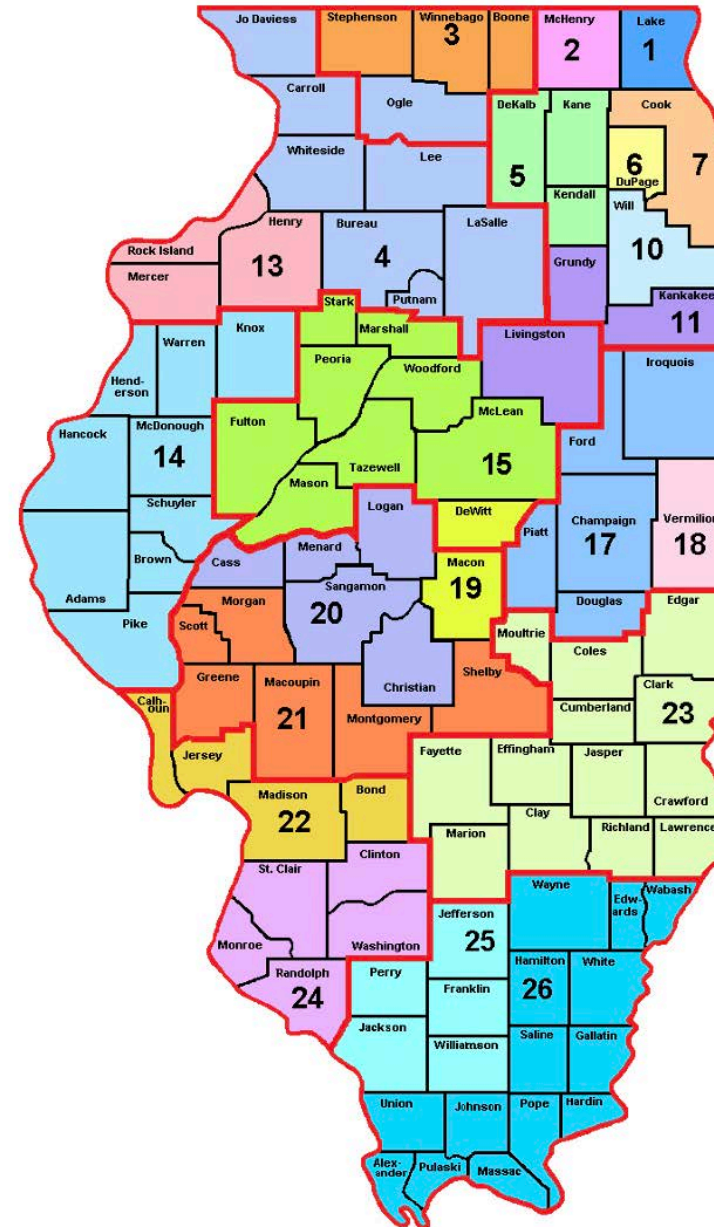 Jo Daviess
Stephenson
Winnebago
3
Boone
McHenry
2
Lake
1
Carroll
Ogle
DeKalb
5
Kane
Cook
7
6
DuPage
Whiteside
Lee
Kendall
Will
10
Rock Island
Henry
13
Bureau
4
LaSalle
Putnam
Grundy
Kankakee
11
Mercer
Stark
Marshall
Knox
Warren
Hend-
erson
Peoria
Woodford
Livingston
Iroquois
Hancock
McDonough
14
Fulton
McLean
15
Ford
Tazewell
Mason
Schuyler
Logan
DeWitt
Piatt
Champaign
17
Vermilion
18
Adams
Brown
Cass
Menard
Sangamon
20
Macon
19
Douglas
Edgar
Pike
Scott
Morgan
Moultrie
Coles
Greene
Macoupin
21
Christian
Shelby
Montgomery
Cumberland
Clark
23
Calh-
oun
Jersey
Fayette
Effingham
Jasper
Crawford
Madison
22
Bond
Marion
Clay
Richland
Lawrence
St. Clair
Clinton
Wayne
Edw-
ards
Wabash
Monroe
Washington
Jefferson
25
Randolph
24
Perry
Franklin
Hamilton
26
White
Jackson
Williamson
Saline
Gallatin
Union
Johnson
Pope
Hardin
Alex-
ander
Pulaski
Massac